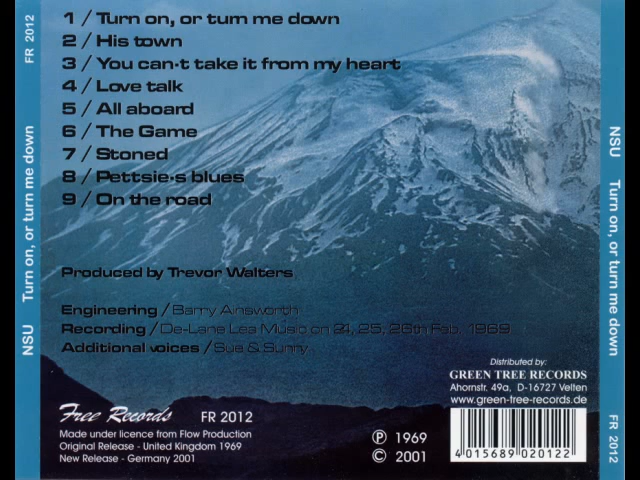 1 / Turn on, or turn me down
2 / His town
3 / You can·t take it from my heart
4 / Love talk
5 / All aboard
6 / The Game
7 / Stoned
8 / Pettsie·s blues
9 / On the road
Produced by Trevor Walters
Engineering / Barry Ainsworth
Recording / De-Lane Lea Music on 24, 25, 26th Feb. 1969
Additional voices / Sue & Sunny
Distributed by:
GREEN TREE RECORDS
Ahornstr. 49a, D-16727 Velten
www.green-tree-records.de
Free Records FR 2012
Made under licence from Flow Production
Original Release - United Kingdom 1969
New Release - Germany 2001
Ⓟ 1969
© 2001
4 015689 020122
NSU Turn on, or turn me down FR 2012
NSU Turn on, or turn me down FR 2012